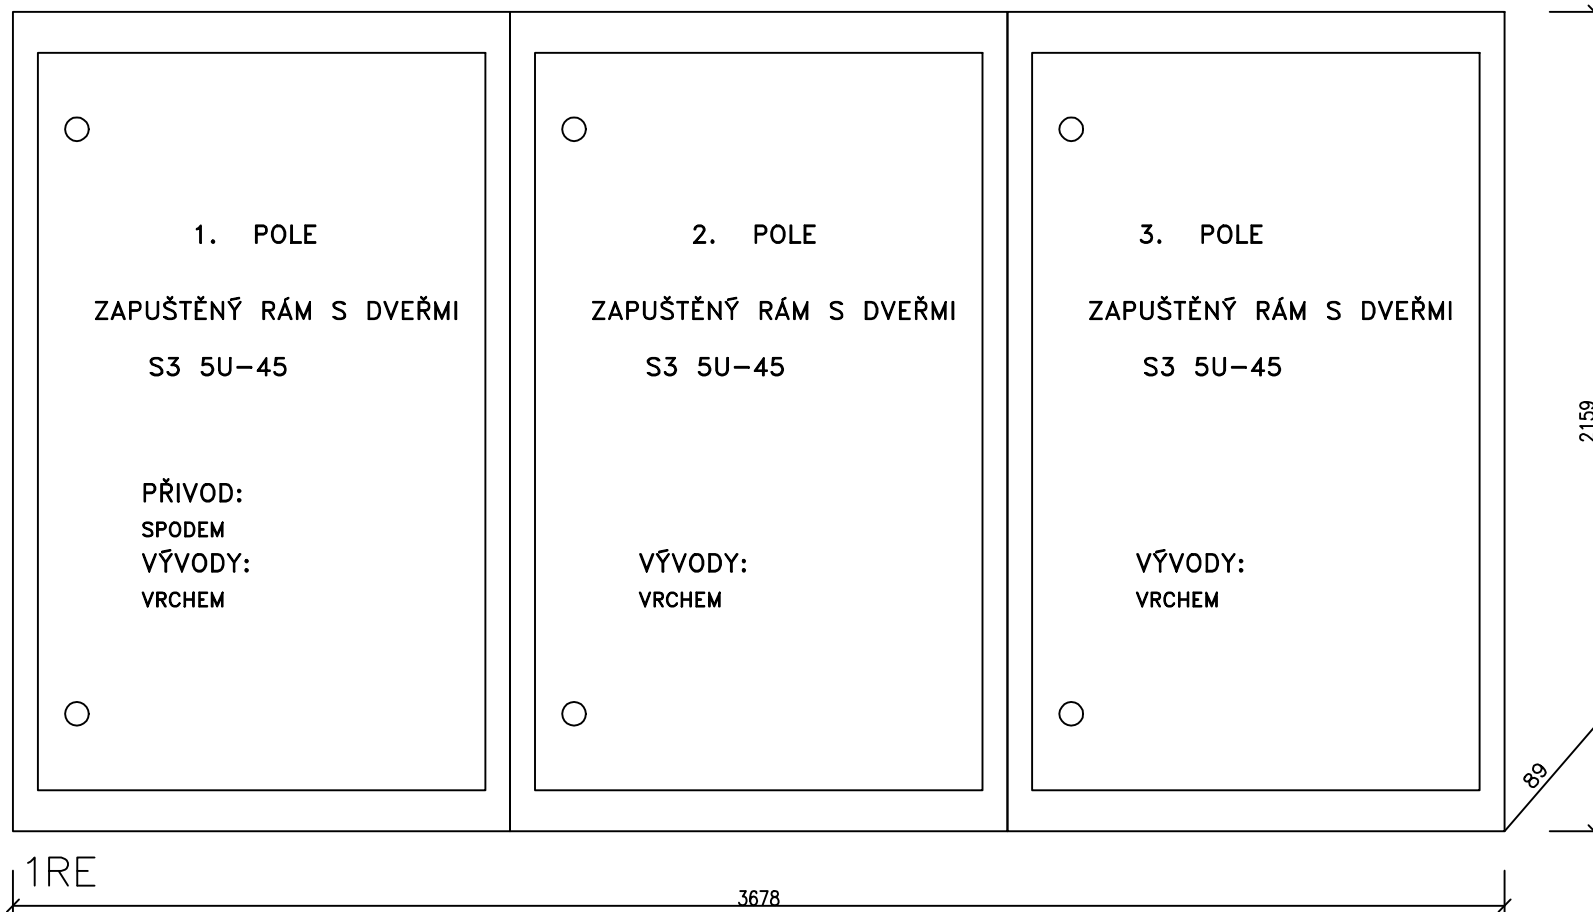 1. POLE
ZAPUŠTĚNÝ RÁM S DVEŘMI
S3 5U-45
PŘIVOD:
SPODEM
VÝVODY:
VRCHEM
2. POLE
ZAPUŠTĚNÝ RÁM S DVEŘMI
S3 5U-45
VÝVODY:
VRCHEM
3. POLE
ZAPUŠTĚNÝ RÁM S DVEŘMI
S3 5U-45
VÝVODY:
VRCHEM
2159
89
1RE
3678